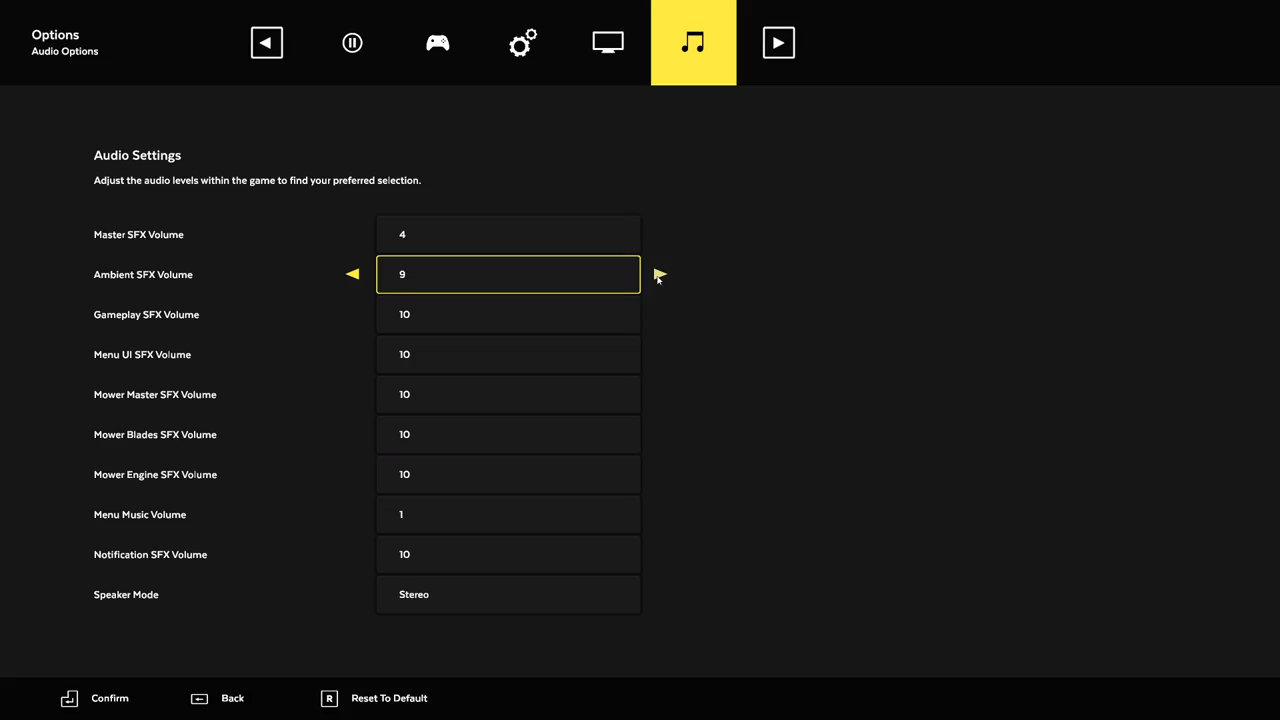 Options
Audio Options
Audio Settings
Adjust the audio levels within the game to find your preferred selection.
Master SFX Volume 4
Ambient SFX Volume 9
Gameplay SFX Volume 10
Menu UI SFX Volume 10
Mower Master SFX Volume 10
Mower Blades SFX Volume 10
Mower Engine SFX Volume 10
Menu Music Volume 1
Notification SFX Volume 10
Speaker Mode Stereo
Confirm Back R Reset To Default